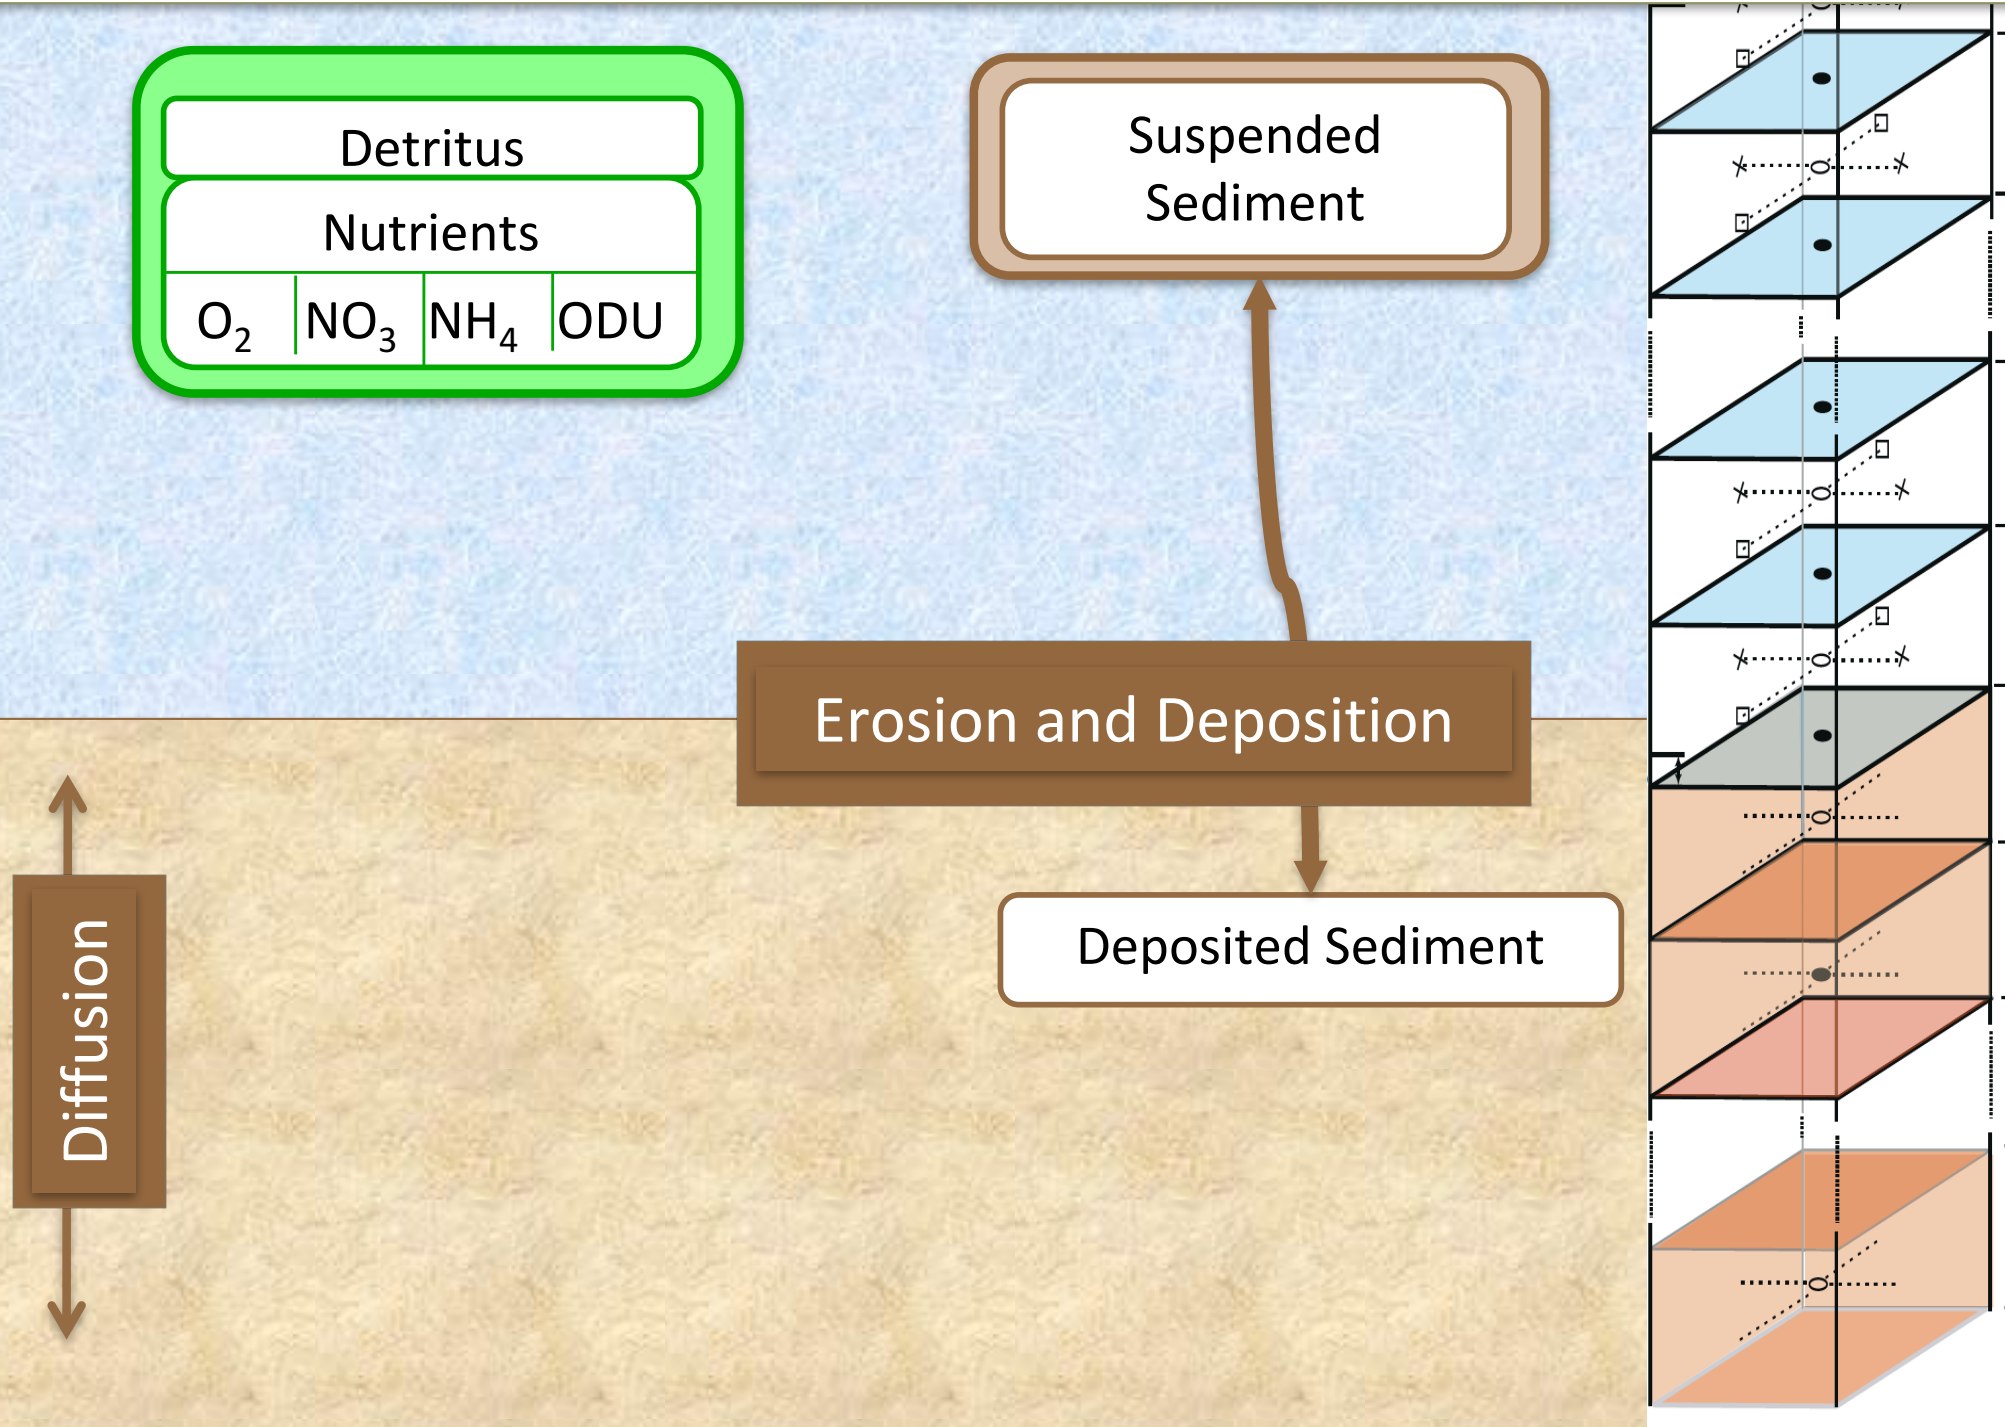 Detritus
Nutrients
O₂ NO₃ NH₄ ODU
Suspended
Sediment
Erosion and Deposition
Deposited Sediment
Diffusion